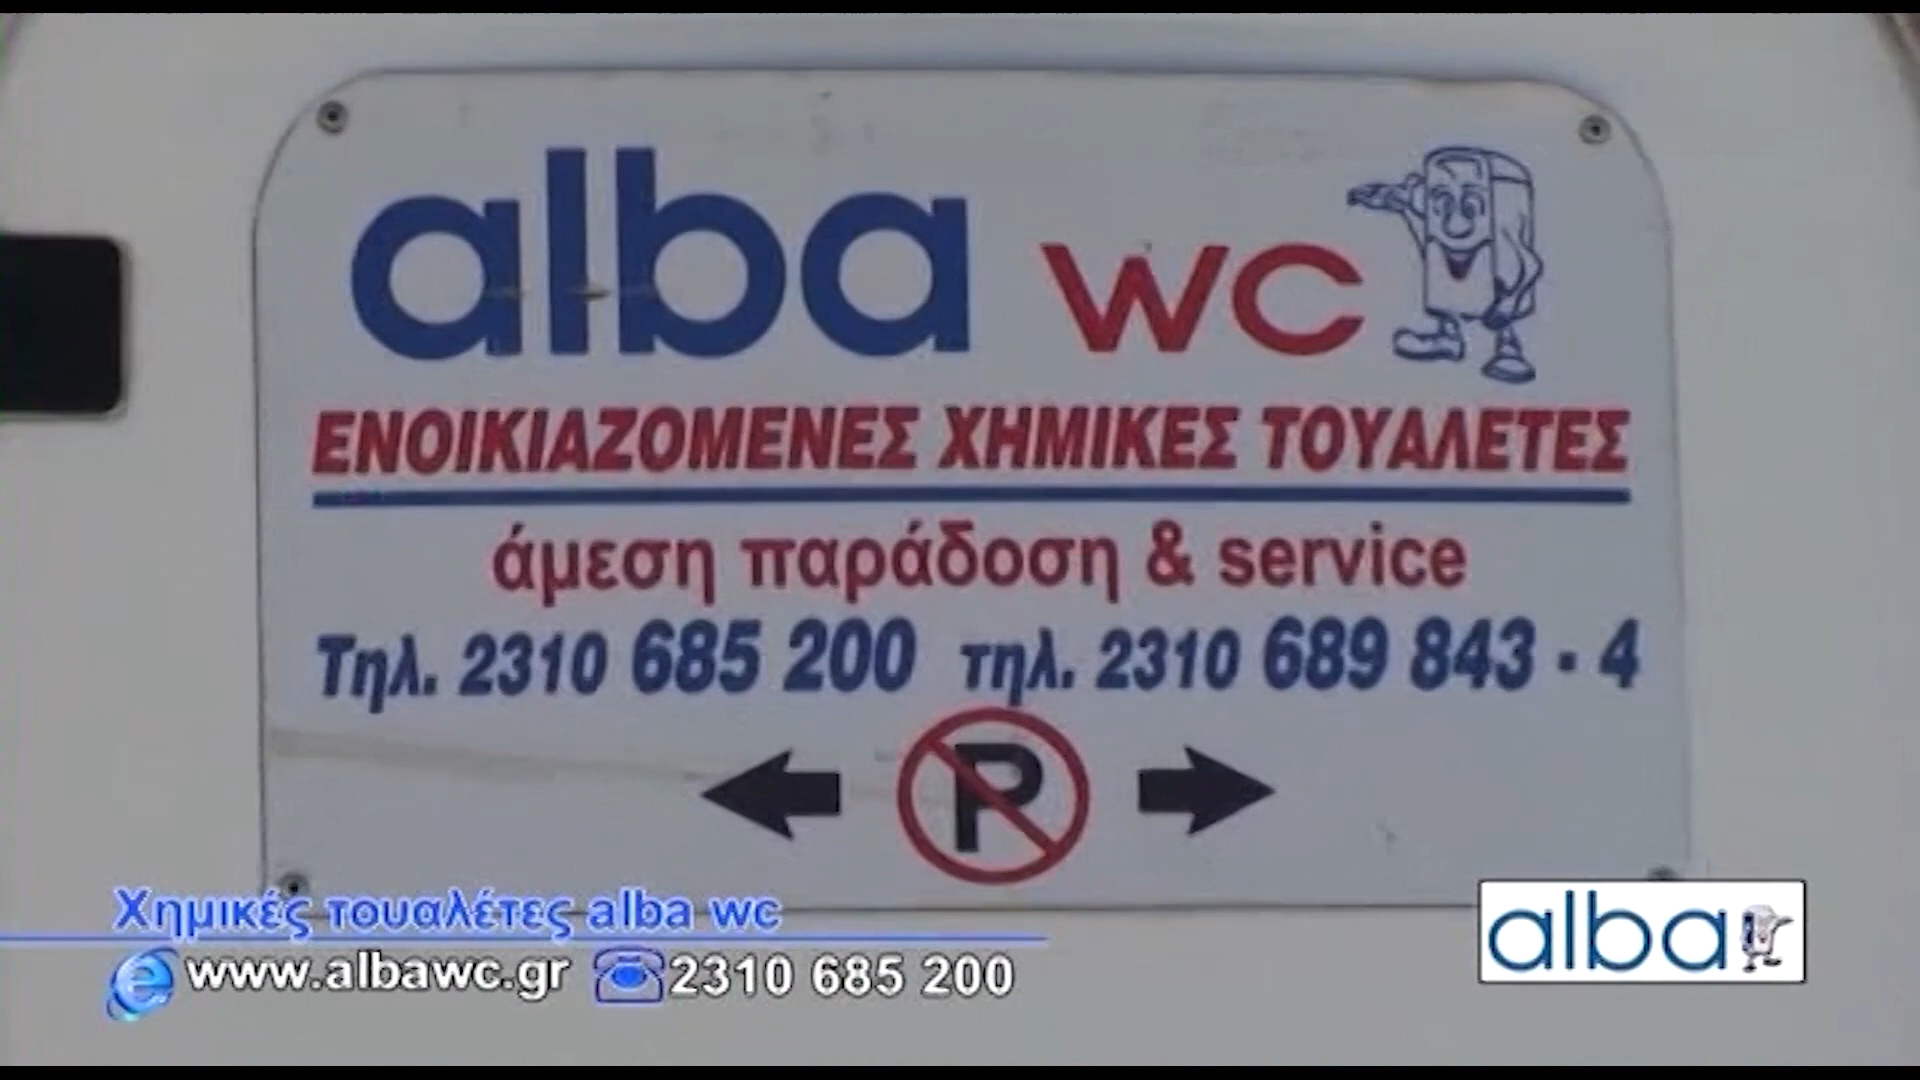 alba wc
ΕΝΟΙΚΙΑΖΟΜΕΝΕΣ ΧΗΜΙΚΕΣ ΤΟΥΑΛΕΤΕΣ
άμεση παράδοση & service
Τηλ. 2310 685 200 τηλ. 2310 689 843 - 4
P
Χημικές τουαλέτες alba wc
www.albawc.gr 2310 685 200
alba